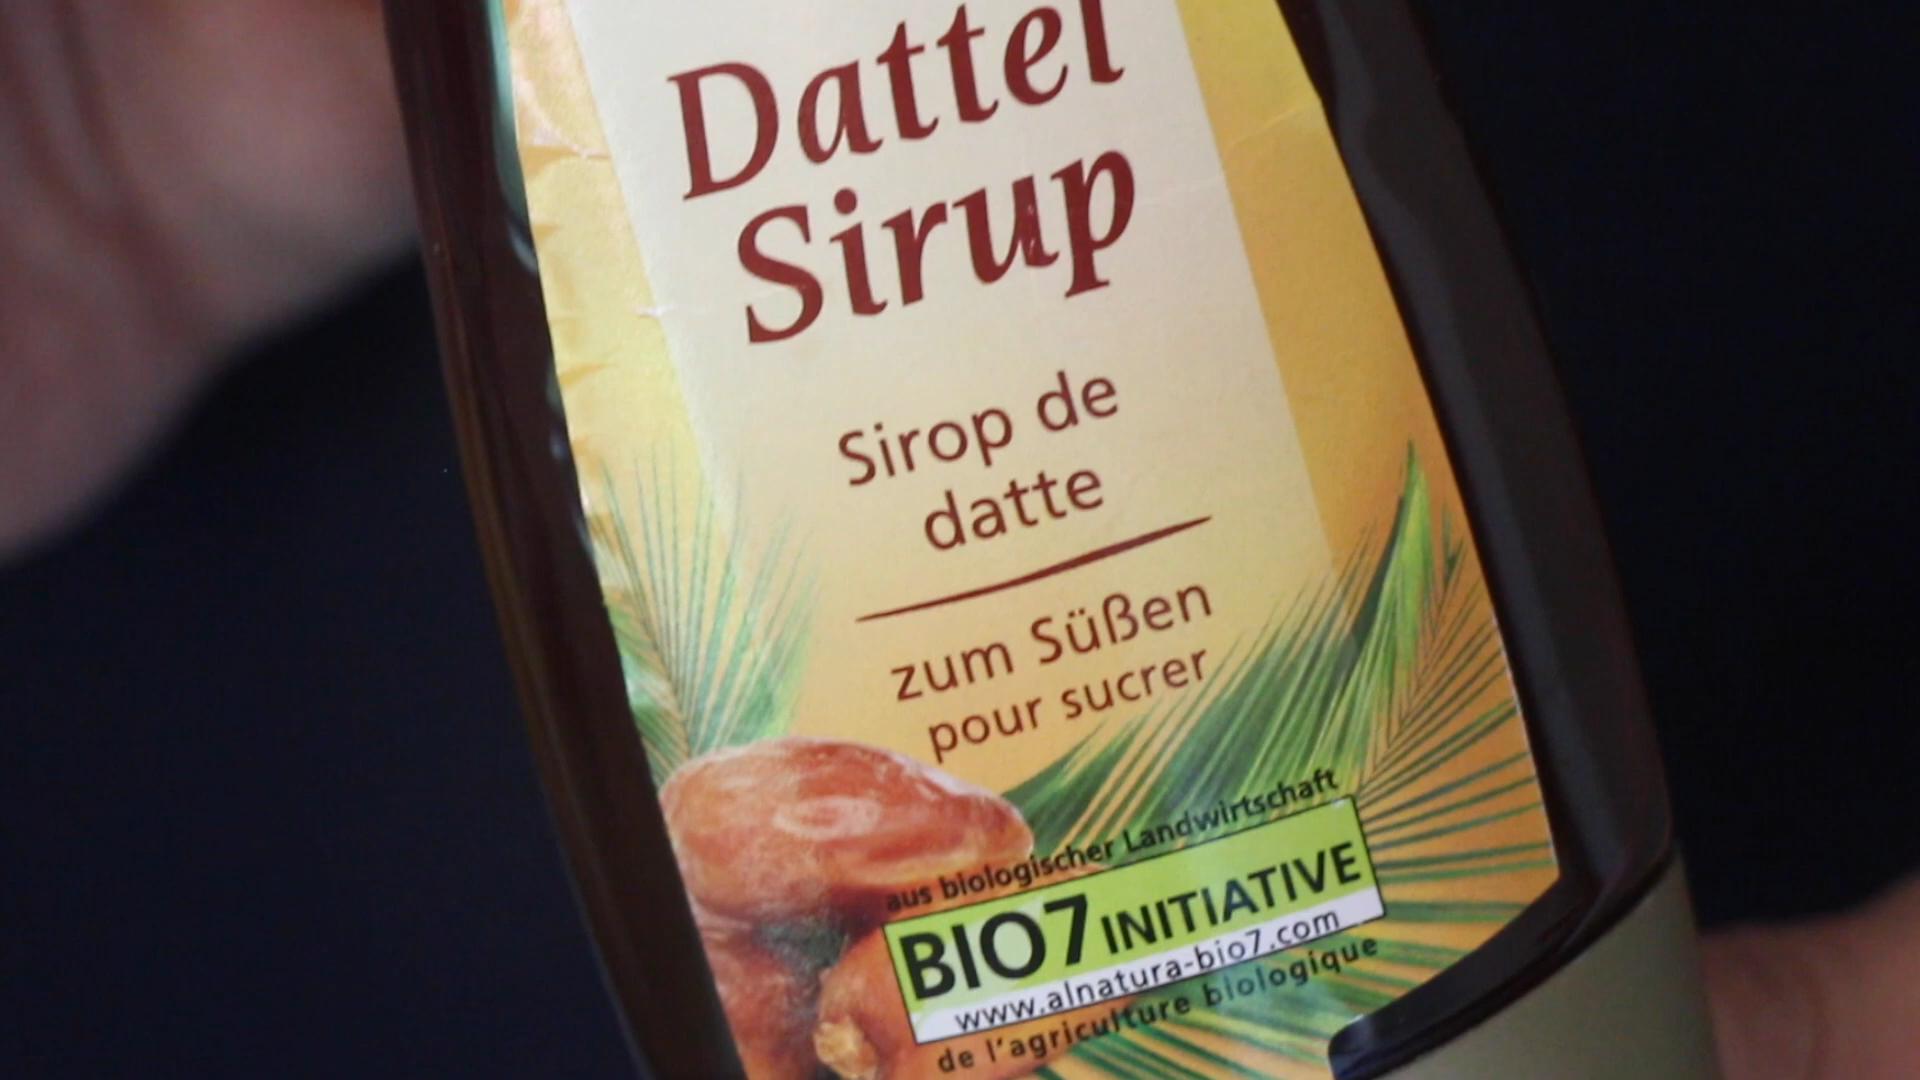 Dattel
Sirup
Sirop de
datte
zum Süßen
pour sucrer
aus biologischer Landwirtschaft
BIO7 INITIATIVE
www.alnatura-bio7.com
de l'agriculture biologique